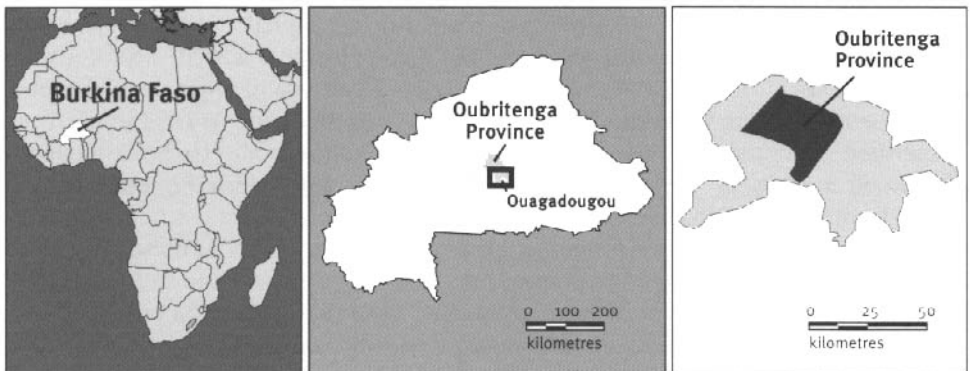 Burkina Faso
Oubritenga
Province
Ouagadougou
0 100 200
kilometres
Oubritenga
Province
0 25 50
kilometres